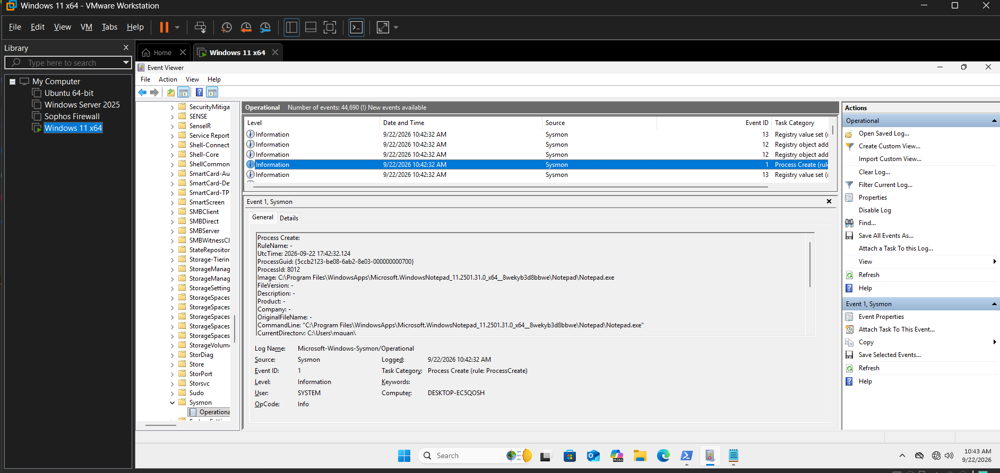 Windows 11 x64 - VMware Workstation
File Edit View VM Tabs Help
Library
Type here to search
My Computer
Ubuntu 64-bit
Windows Server 2025
Sophos Firewall
Windows 11 x64
Home
Windows 11 x64
Event Viewer
File Action View Help
SecurityMitiga
SENSE
SenseIR
Service Report
Shell-Connect
Shell-Core
ShellCommon
SmartCard-Au
SmartCard-De
SmartCard-TP
SmartScreen
SMBClient
SMBDirect
SMBServer
SMBWitnessCl
StateRepositor
Storage-Tierin
StorageManag
StorageManag
StorageSetting
StorageSpaces
StorageSpaces
StorageSpaces
StorageSpaces
StorageSpaces
StorageVolume
StorDiag
Store
StorPort
Storsvc
Sudo
Sysmon
Operationa
Operational Number of events: 44,690 (!) New events available
Level Date and Time Source Event ID Task Category
Information 9/22/2026 10:42:32 AM Sysmon 13 Registry value set (r
Information 9/22/2026 10:42:32 AM Sysmon 12 Registry object add
Information 9/22/2026 10:42:32 AM Sysmon 12 Registry object add
Information 9/22/2026 10:42:32 AM Sysmon 1 Process Create (rul
Information 9/22/2026 10:42:32 AM Sysmon 13 Registry value set (r
Event 1, Sysmon
General Details
Process Create:
RuleName: -
UtcTime: 2026-09-22 17:42:32.124
ProcessGuid: {5ccb2123-be08-6ab2-8e03-000000000700}
ProcessId: 8012
Image: C:\Program Files\WindowsApps\Microsoft.WindowsNotepad_11.2501.31.0_x64__8wekyb3d8bbwe\Notepad\Notepad.exe
FileVersion: -
Description: -
Product: -
Company: -
OriginalFileName: -
CommandLine: "C:\Program Files\WindowsApps\Microsoft.WindowsNotepad_11.2501.31.0_x64__8wekyb3d8bbwe\Notepad\Notepad.exe"
CurrentDirectory: C:\Users\mquan\
Log Name: Microsoft-Windows-Sysmon/Operational
Source: Sysmon Logged: 9/22/2026 10:42:32 AM
Event ID: 1 Task Category: Process Create (rule: ProcessCreate)
Level: Information Keywords:
User: SYSTEM Computer: DESKTOP-EC5QOSH
OpCode: Info
Actions
Operational
Open Saved Log...
Create Custom View...
Import Custom View...
Clear Log...
Filter Current Log...
Properties
Disable Log
Find...
Save All Events As...
Attach a Task To this Log...
View
Refresh
Help
Event 1, Sysmon
Event Properties
Attach Task To This Event...
Copy
Save Selected Events...
Refresh
Help
Search
M365
10:43 AM
9/22/2026